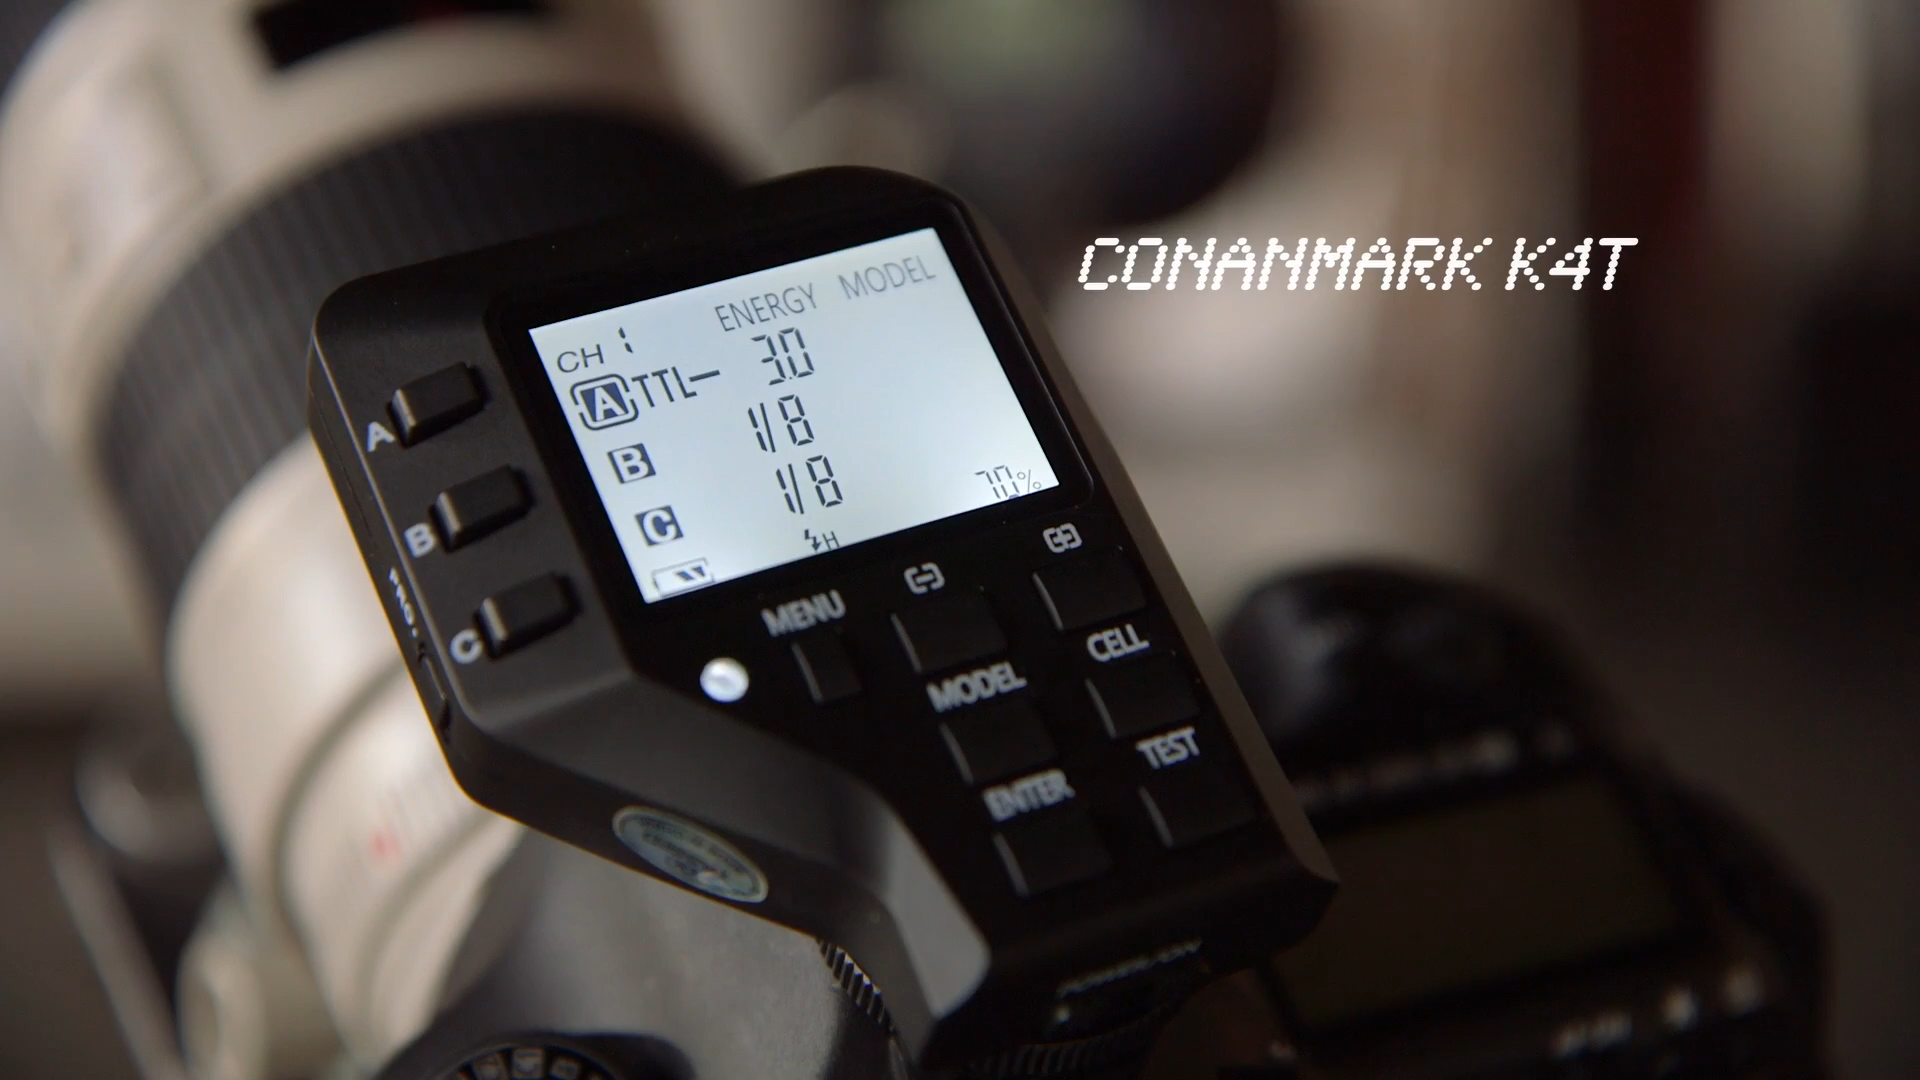 CONANMARK K4T
ENERGY MODEL
CH 1
A TTL– 3.0
B 1/8
C 1/8
70%
H
A
B
C
PRO.
MENU
MODEL
CELL
ENTER
TEST